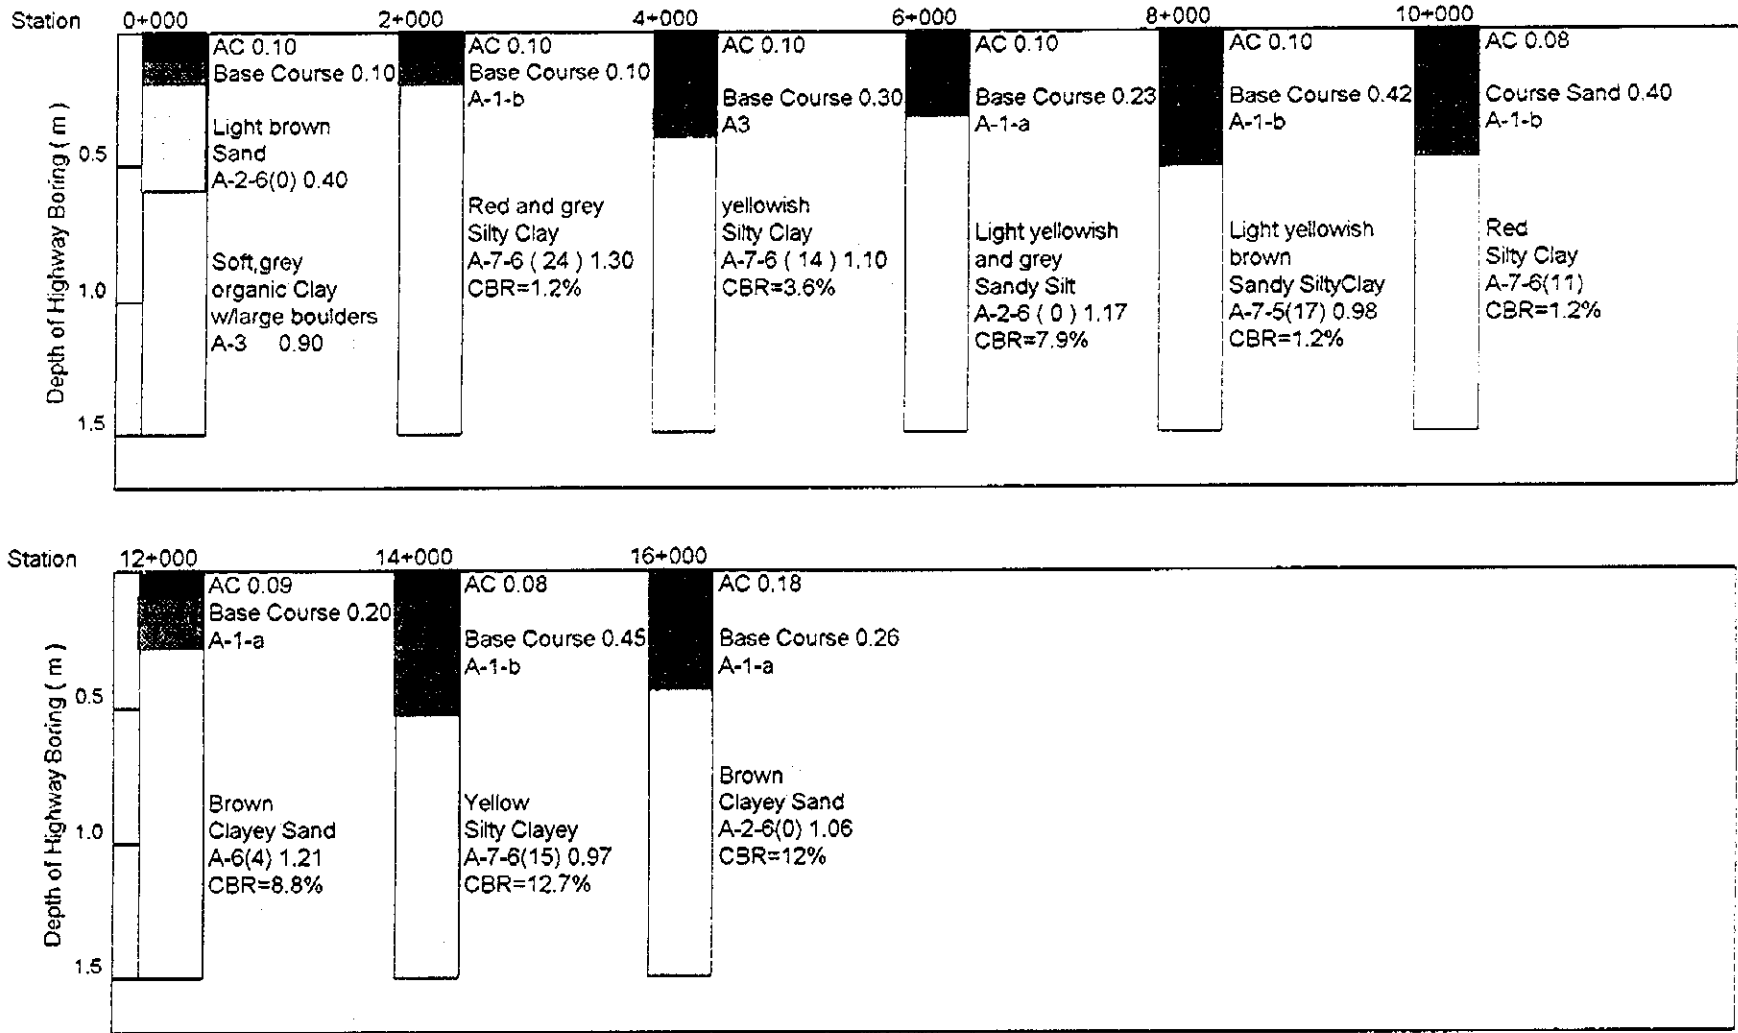 Station 0+000 2+000 4+000 6+000 8+000 10+000
Depth of Highway Boring ( m )
0.5
1.0
1.5
AC 0.10
Base Course 0.10
Light brown
Sand
A-2-6(0) 0.40
Soft,grey
organic Clay
w/large boulders
A-3 0.90
AC 0.10
Base Course 0.10
A-1-b
Red and grey
Silty Clay
A-7-6 ( 24 ) 1.30
CBR=1.2%
AC 0.10
Base Course 0.30
A3
yellowish
Silty Clay
A-7-6 ( 14 ) 1.10
CBR=3.6%
AC 0.10
Base Course 0.23
A-1-a
Light yellowish
and grey
Sandy Silt
A-2-6 ( 0 ) 1.17
CBR=7.9%
AC 0.10
Base Course 0.42
A-1-b
Light yellowish
brown
Sandy SiltyClay
A-7-5(17) 0.98
CBR=1.2%
AC 0.08
Course Sand 0.40
A-1-b
Red
Silty Clay
A-7-6(11)
CBR=1.2%
Station 12+000 14+000 16+000
Depth of Highway Boring ( m )
0.5
1.0
1.5
AC 0.09
Base Course 0.20
A-1-a
Brown
Clayey Sand
A-6(4) 1.21
CBR=8.8%
AC 0.08
Base Course 0.45
A-1-b
Yellow
Silty Clayey
A-7-6(15) 0.97
CBR=12.7%
AC 0.18
Base Course 0.26
A-1-a
Brown
Clayey Sand
A-2-6(0) 1.06
CBR=12%